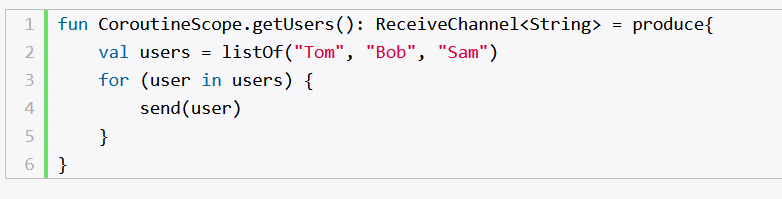 1 fun CoroutineScope.getUsers(): ReceiveChannel<String> = produce{
2     val users = listOf("Tom", "Bob", "Sam")
3     for (user in users) {
4         send(user)
5     }
6 }